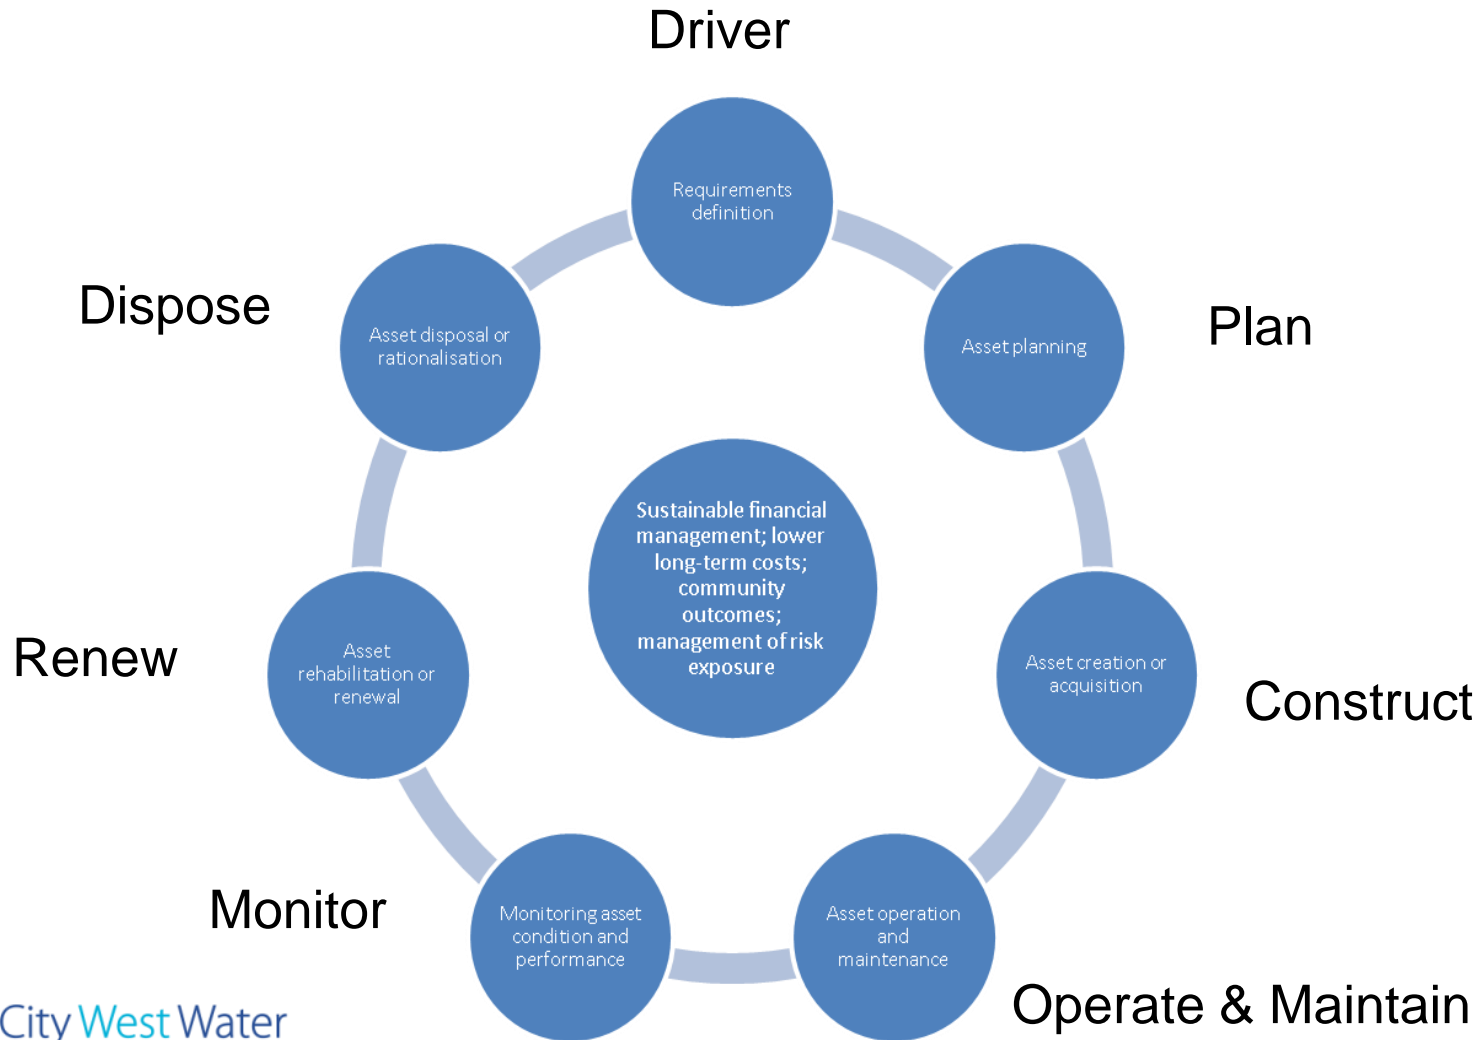 Driver
Requirements
definition
Dispose
Asset disposal or
rationalisation
Asset planning
Plan
Sustainable financial
management; lower
long-term costs;
community
outcomes;
management of risk
exposure
Renew
Asset
rehabilitation or
renewal
Asset creation or
acquisition
Construct
Monitor
Monitoring asset
condition and
performance
Asset operation
and
maintenance
Operate & Maintain
City West Water